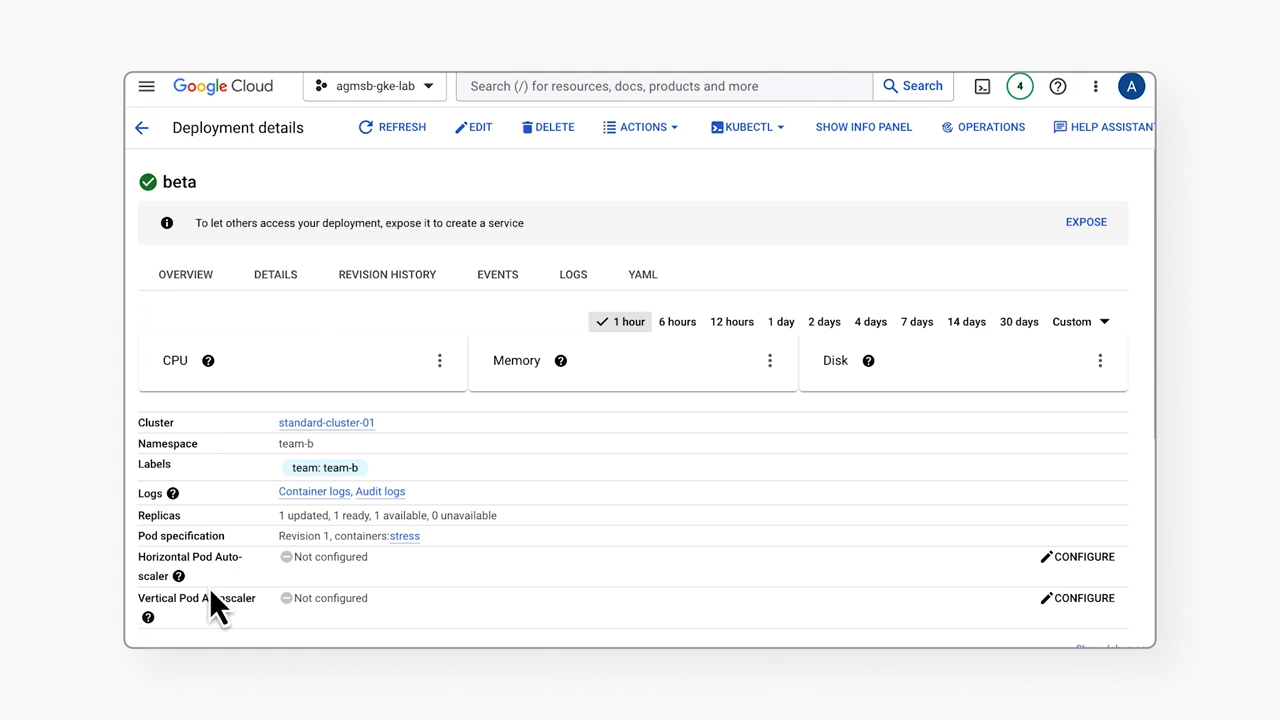 Google Cloud agmsb-gke-lab Search (/) for resources, docs, products and more Search 4 A
Deployment details REFRESH EDIT DELETE ACTIONS KUBECTL SHOW INFO PANEL OPERATIONS HELP ASSISTAN
beta
To let others access your deployment, expose it to create a service EXPOSE
OVERVIEW DETAILS REVISION HISTORY EVENTS LOGS YAML
1 hour 6 hours 12 hours 1 day 2 days 4 days 7 days 14 days 30 days Custom
CPU Memory Disk
Cluster standard-cluster-01
Namespace team-b
Labels team: team-b
Logs Container logs, Audit logs
Replicas 1 updated, 1 ready, 1 available, 0 unavailable
Pod specification Revision 1, containers:stress
Horizontal Pod Auto- Not configured CONFIGURE
scaler
Vertical Pod Autoscaler Not configured CONFIGURE